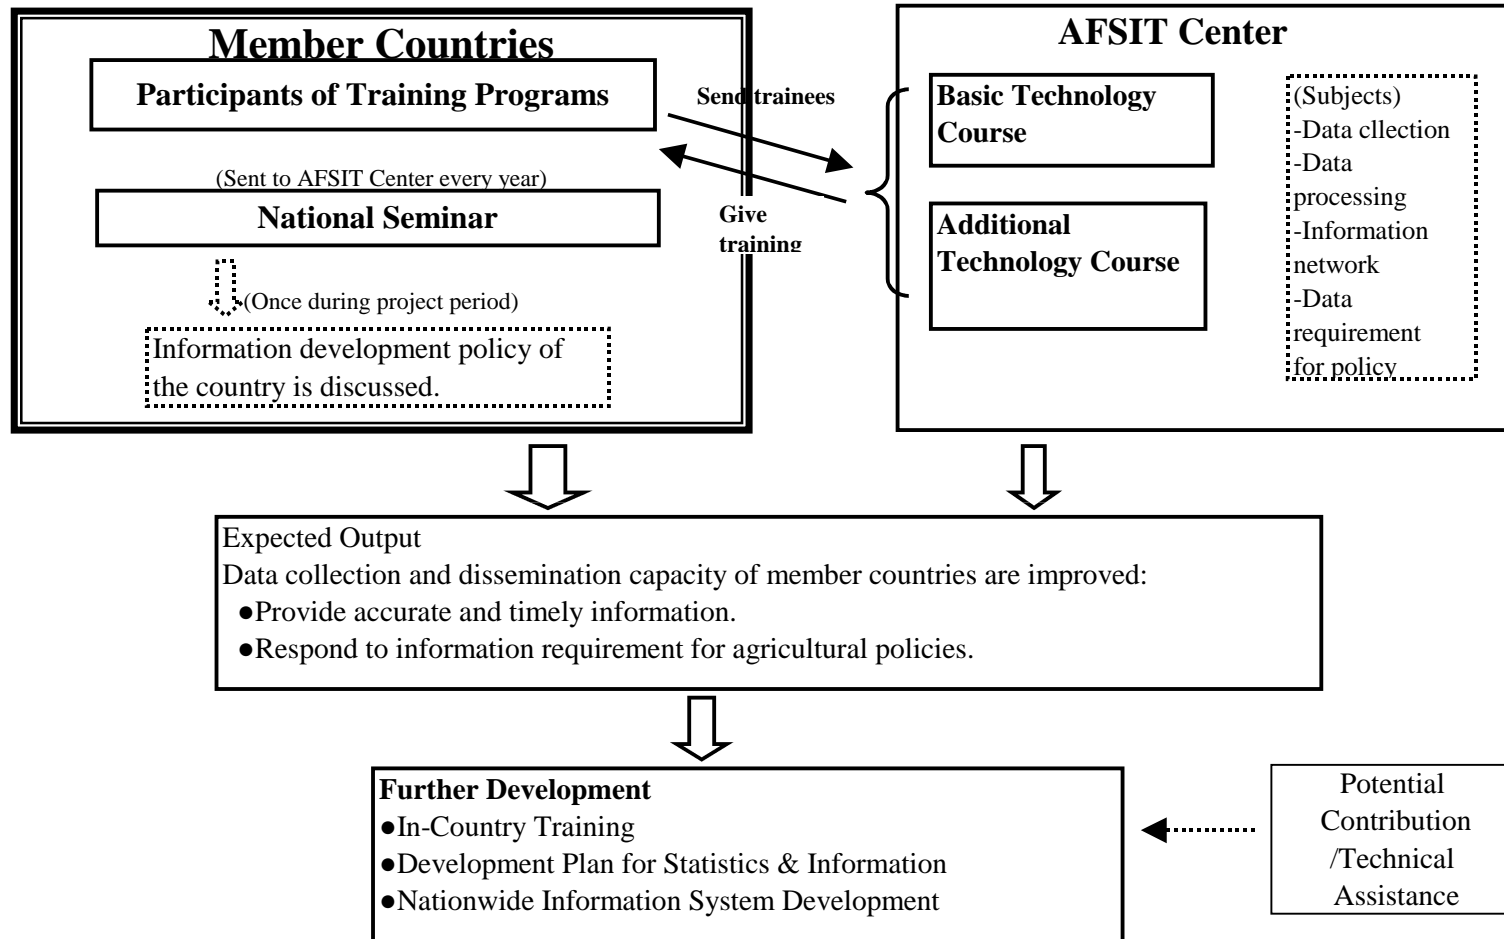 Member Countries
Participants of Training Programs
(Sent to AFSIT Center every year)
National Seminar
(Once during project period)
Information development policy of
the country is discussed.
Send trainees
Give
training
AFSIT Center
Basic Technology
Course
Additional
Technology Course
(Subjects)
-Data cllection
-Data
processing
-Information
network
-Data
requirement
for policy
Expected Output
Data collection and dissemination capacity of member countries are improved:
●Provide accurate and timely information.
●Respond to information requirement for agricultural policies.
Further Development
●In-Country Training
●Development Plan for Statistics & Information
●Nationwide Information System Development
Potential
Contribution
/Technical
Assistance